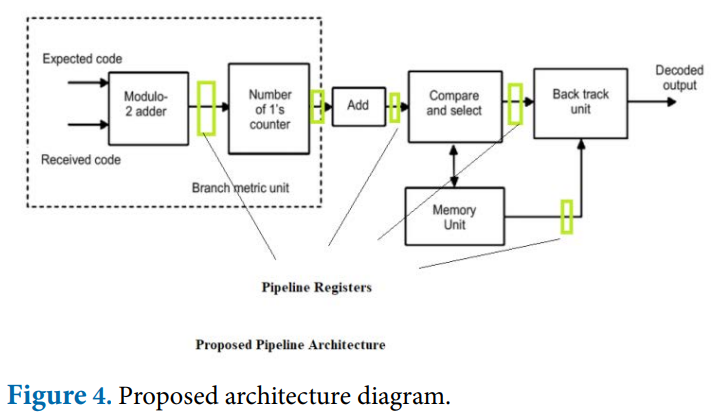 Expected code
Modulo-
2 adder
Received code
Number
of 1's
counter
Branch metric unit
Add
Compare
and select
Memory
Unit
Back track
unit
Decoded
output
Pipeline Registers
Proposed Pipeline Architecture
Figure 4. Proposed architecture diagram.